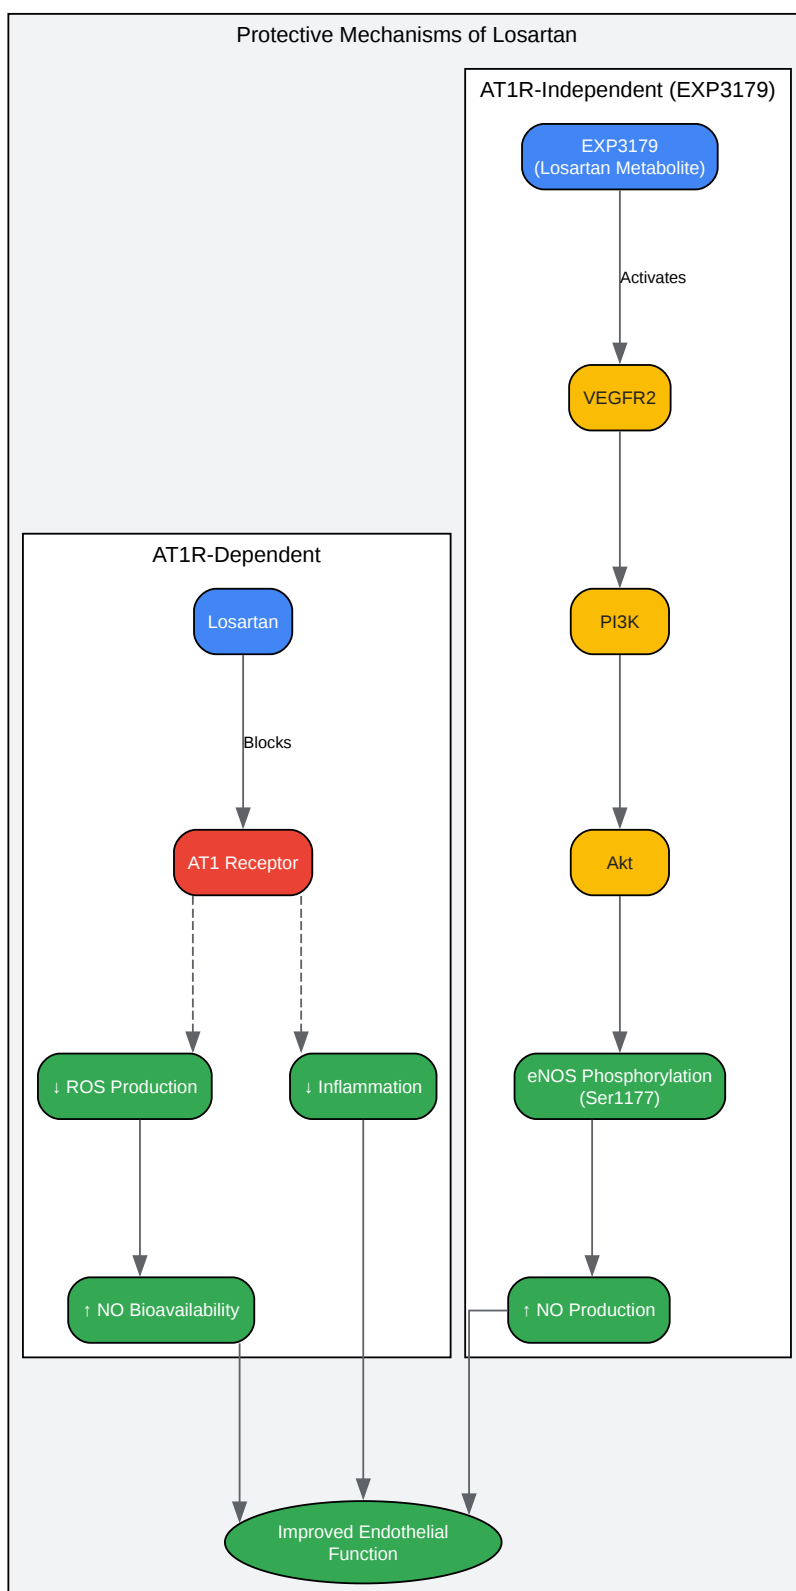 Protective Mechanisms of Losartan
AT1R-Independent (EXP3179)
EXP3179
(Losartan Metabolite)
Activates
VEGFR2
PI3K
Akt
eNOS Phosphorylation
(Ser1177)
↑ NO Production
AT1R-Dependent
Losartan
Blocks
AT1 Receptor
↓ ROS Production
↓ Inflammation
↑ NO Bioavailability
Improved Endothelial
Function